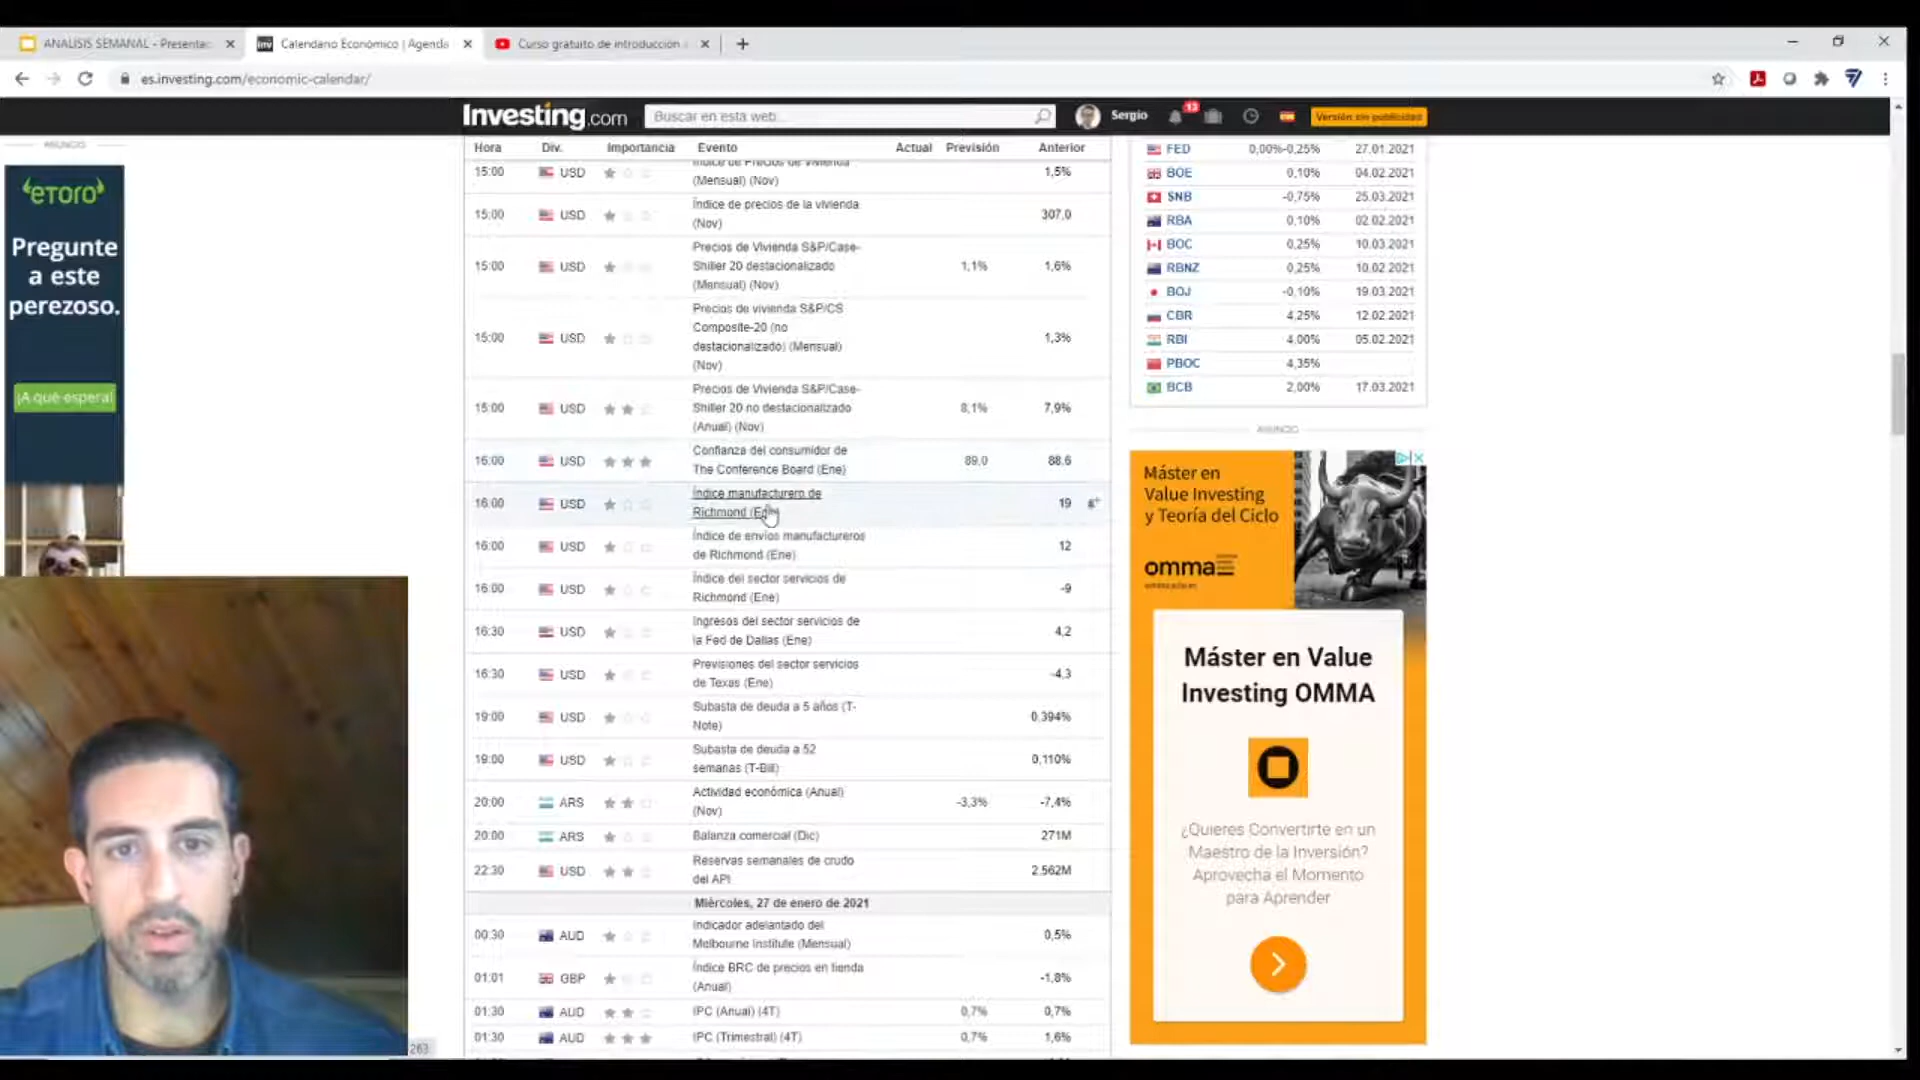 ANALISIS SEMANAL - Presentac
Calendario Económico | Agenda
Curso gratuito de introducción
es.investing.com/economic-calendar/
Investing.com
Buscar en esta web...
Sergio
13
Versión sin publicidad
ANUNCIO
eToro
Pregunte
a este
perezoso.
¡A qué espera!
Hora Div. Importancia Evento Actual Previsión Anterior
15:00 USD Índice de Precios de Vivienda (Mensual) (Nov) 1,5%
15:00 USD Índice de precios de la vivienda (Nov) 307,0
15:00 USD Precios de Vivienda S&P/Case-Shiller 20 destacionalizado (Mensual) (Nov) 1,1% 1,6%
15:00 USD Precios de vivienda S&P/CS Composite-20 (no destacionalizado) (Mensual) (Nov) 1,3%
15:00 USD Precios de Vivienda S&P/Case-Shiller 20 no destacionalizado (Anual) (Nov) 8,1% 7,9%
16:00 USD Confianza del consumidor de The Conference Board (Ene) 89,0 88,6
16:00 USD Índice manufacturero de Richmond 19
16:00 USD Índice de envíos manufactureros de Richmond (Ene) 12
16:00 USD Índice del sector servicios de Richmond (Ene) -9
16:30 USD Ingresos del sector servicios de la Fed de Dallas (Ene) 4,2
16:30 USD Previsiones del sector servicios de Texas (Ene) -4,3
19:00 USD Subasta de deuda a 5 años (T-Note) 0,394%
19:00 USD Subasta de deuda a 52 semanas (T-Bill) 0,110%
20:00 ARS Actividad económica (Anual) (Nov) -3,3% -7,4%
20:00 ARS Balanza comercial (Dic) 271M
22:30 USD Reservas semanales de crudo del API 2.562M
Miércoles, 27 de enero de 2021
00:30 AUD Indicador adelantado del Melbourne Institute (Mensual) 0,5%
01:01 GBP Índice BRC de precios en tienda (Anual) -1,8%
01:30 AUD IPC (Anual) (4T) 0,7% 0,7%
01:30 AUD IPC (Trimestral) (4T) 0,7% 1,6%
263
FED 0,00%-0,25% 27.01.2021
BOE 0,10% 04.02.2021
SNB -0,75% 25.03.2021
RBA 0,10% 02.02.2021
BOC 0,25% 10.03.2021
RBNZ 0,25% 10.02.2021
BOJ -0,10% 19.03.2021
CBR 4,25% 12.02.2021
RBI 4,00% 05.02.2021
PBOC 4,35%
BCB 2,00% 17.03.2021
ANUNCIO
Máster en
Value Investing
y Teoría del Ciclo
omma
Máster en Value
Investing OMMA
¿Quieres Convertirte en un
Maestro de la Inversión?
Aprovecha el Momento
para Aprender